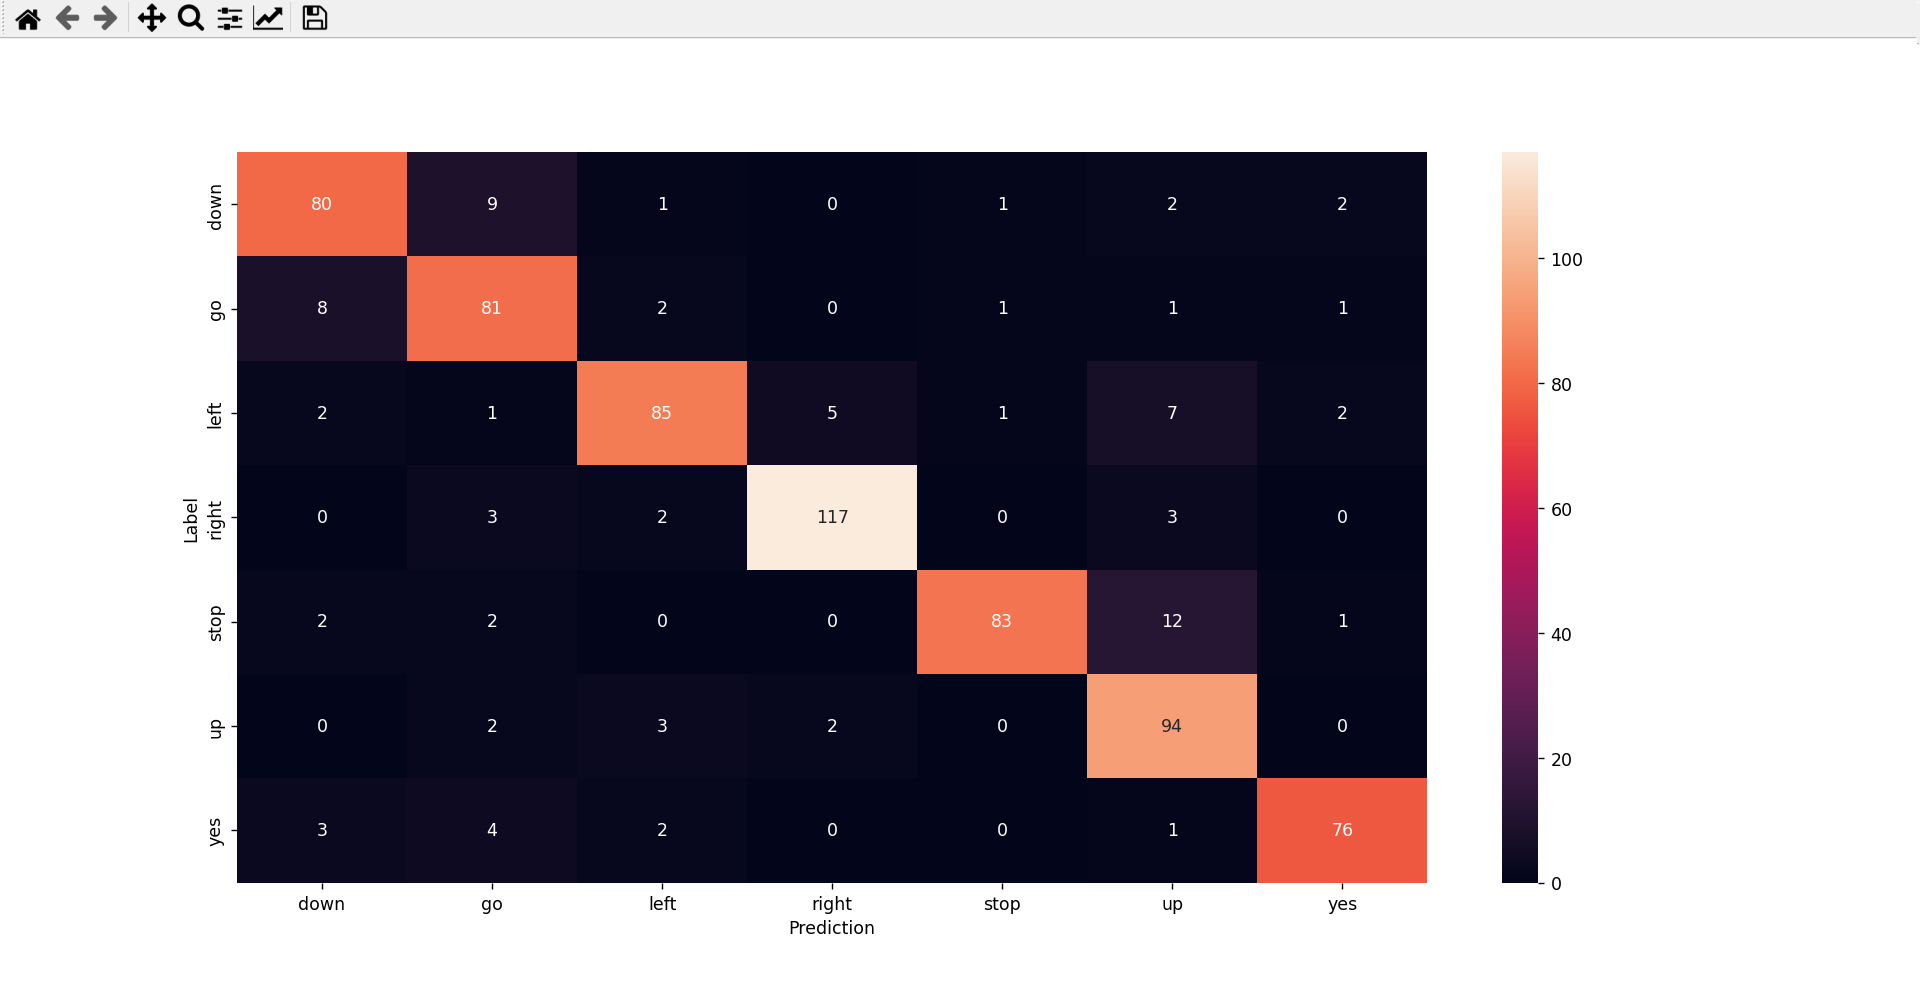 down 80 9 1 0 1 2 2
100
go 8 81 2 0 1 1 1
80
left 2 1 85 5 1 7 2
60
Label
right 0 3 2 117 0 3 0
stop 2 2 0 0 83 12 1
40
up 0 2 3 2 0 94 0
20
yes 3 4 2 0 0 1 76
0
down go left right stop up yes
Prediction